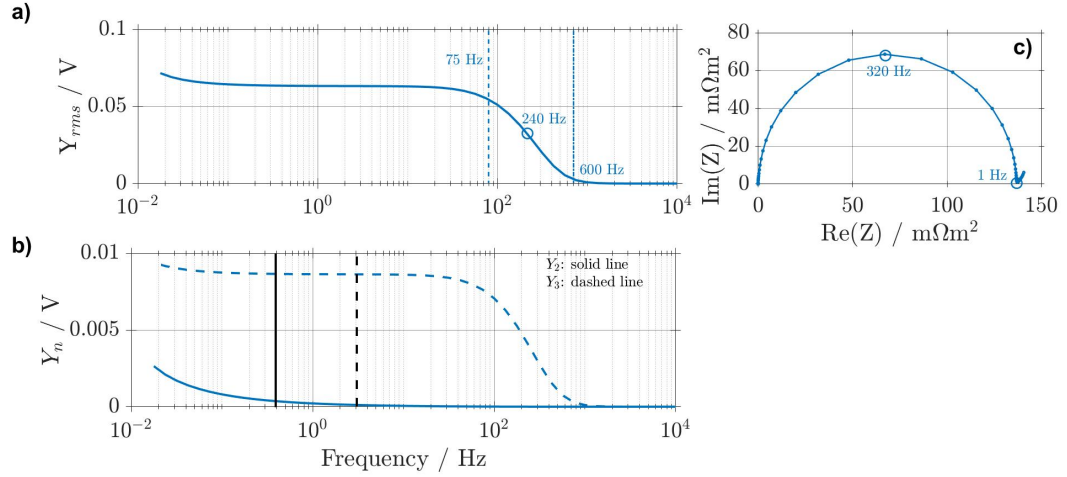 a)
0.1
0.05
0
Y_rms / V
75 Hz
240 Hz
600 Hz
10^-2
10^0
10^2
10^4
c)
80
60
40
20
0
Im(Z) / mΩm²
320 Hz
1 Hz
0
50
100
150
Re(Z) / mΩm²
b)
0.01
0.005
0
Y_n / V
Y_2: solid line
Y_3: dashed line
10^-2
10^0
10^2
10^4
Frequency / Hz